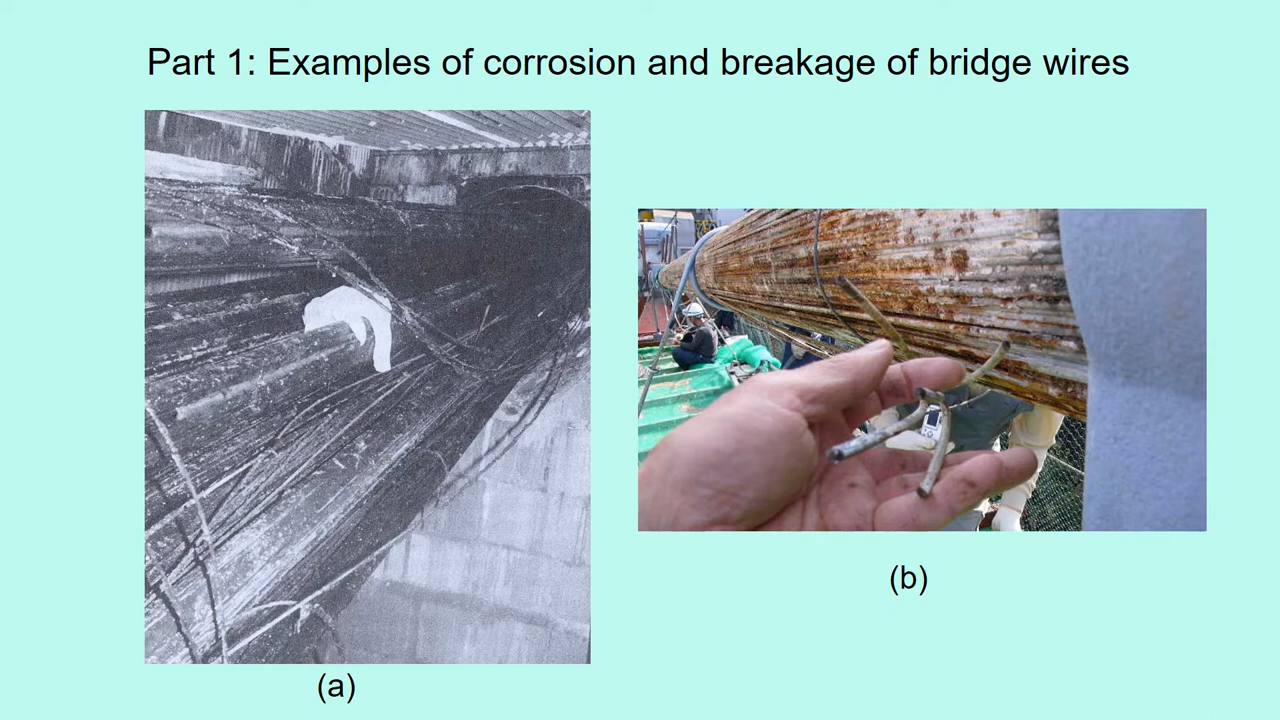 Part 1: Examples of corrosion and breakage of bridge wires
(a)
(b)